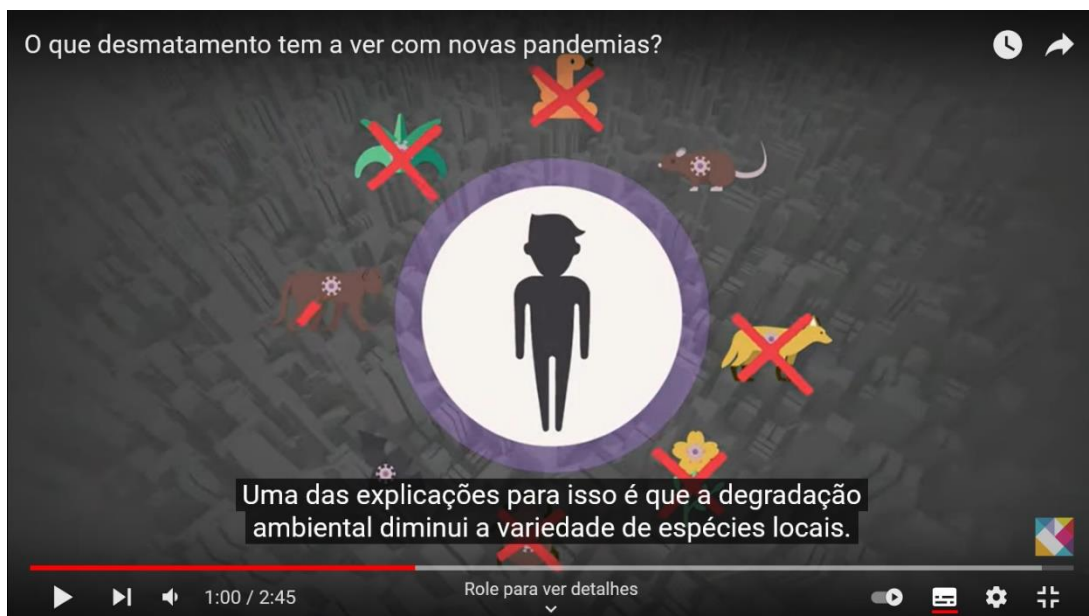 O que desmatamento tem a ver com novas pandemias?
Uma das explicações para isso é que a degradação
ambiental diminui a variedade de espécies locais.
1:00 / 2:45
Role para ver detalhes